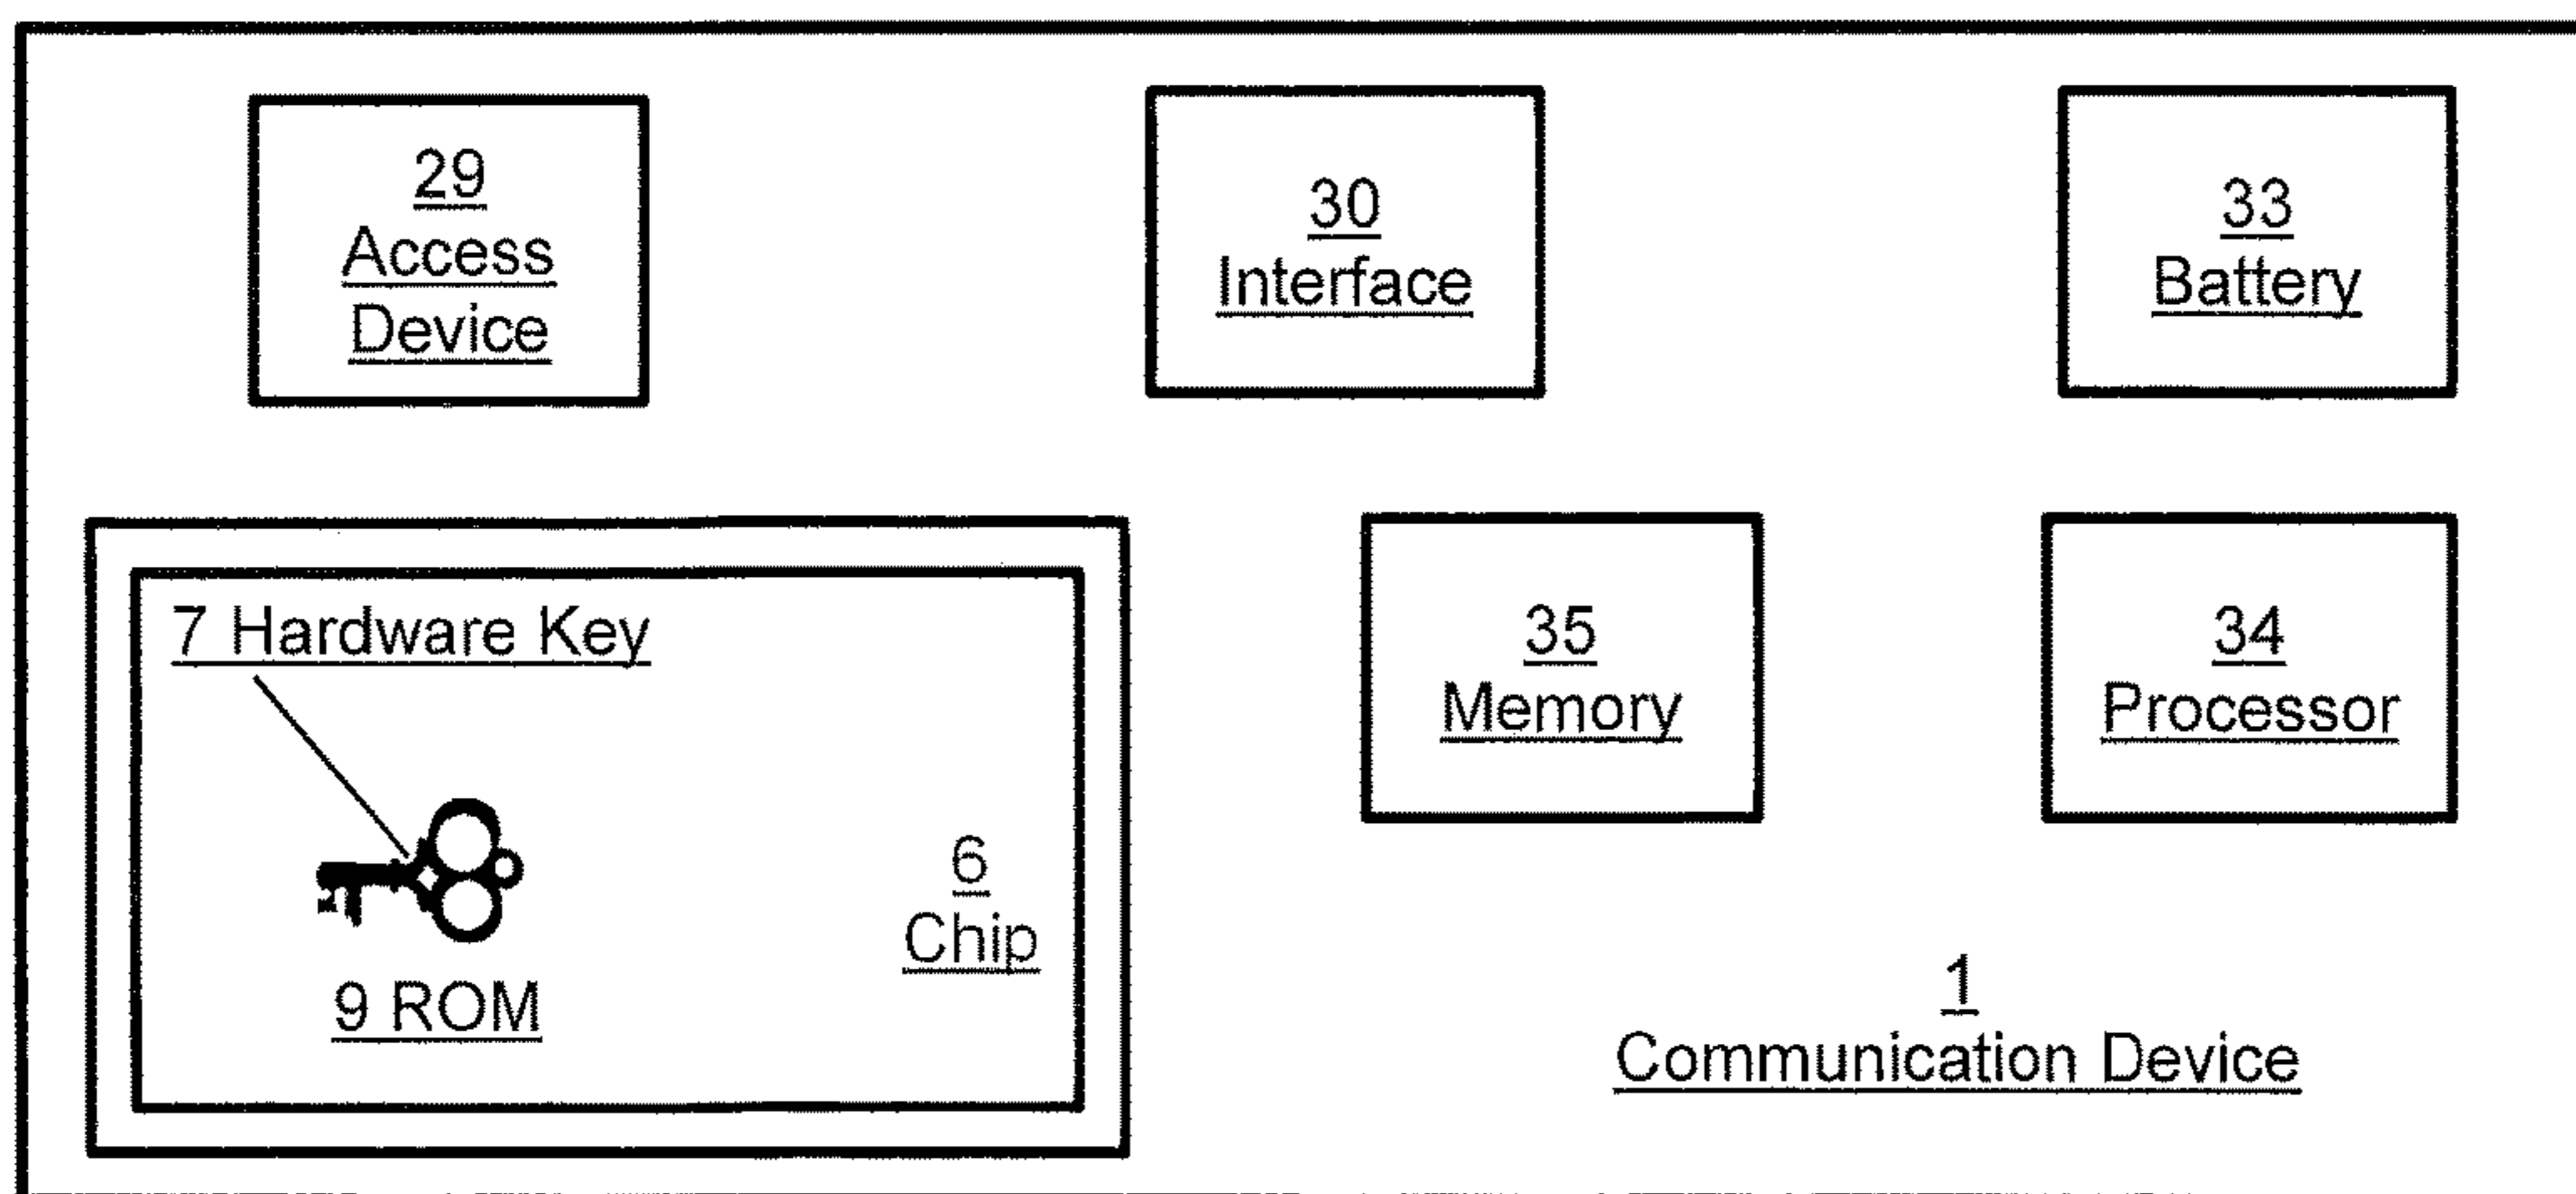 29
Access
Device
30
Interface
33
Battery
7 Hardware Key
9 ROM
6
Chip
35
Memory
34
Processor
1
Communication Device